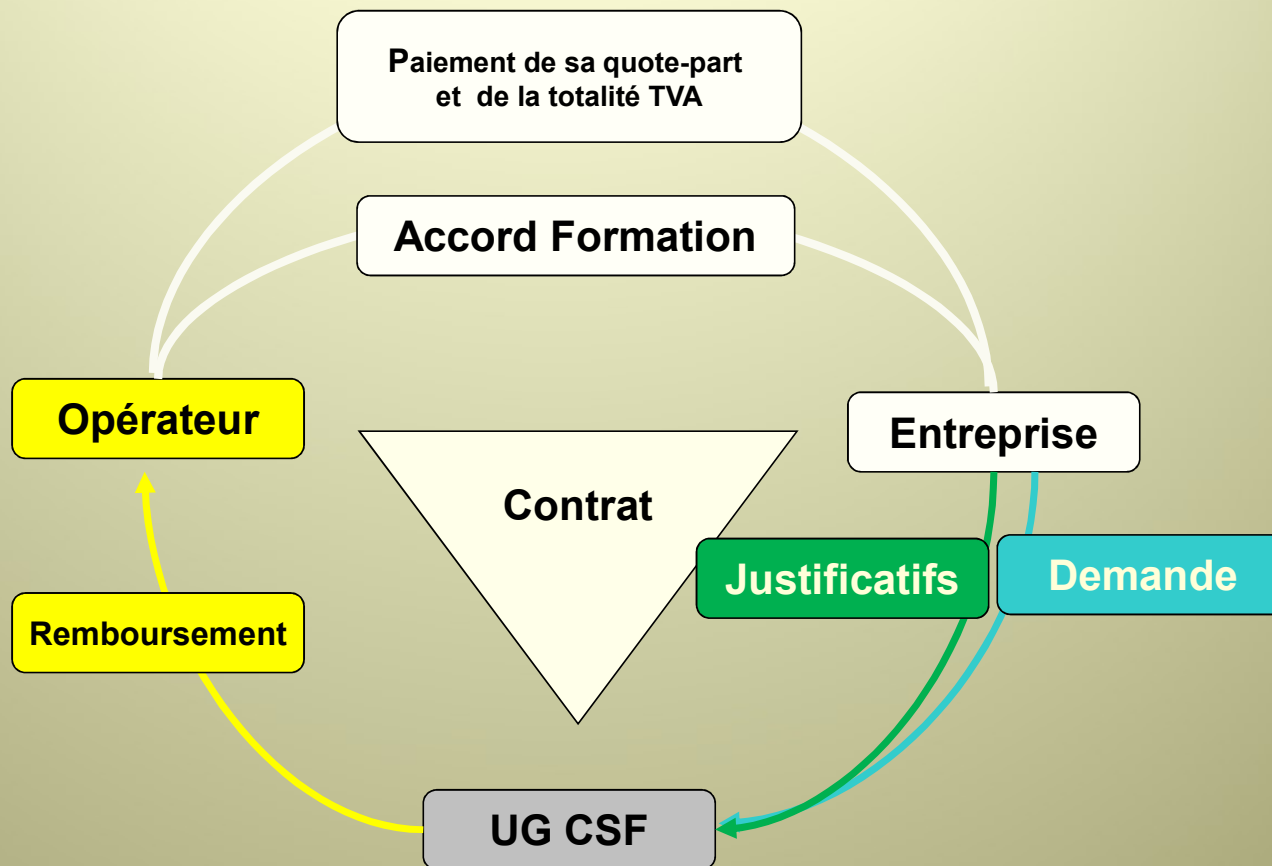 Paiement de sa quote-part
et de la totalité TVA
Accord Formation
Opérateur
Entreprise
Contrat
Justificatifs
Demande
Remboursement
UG CSF